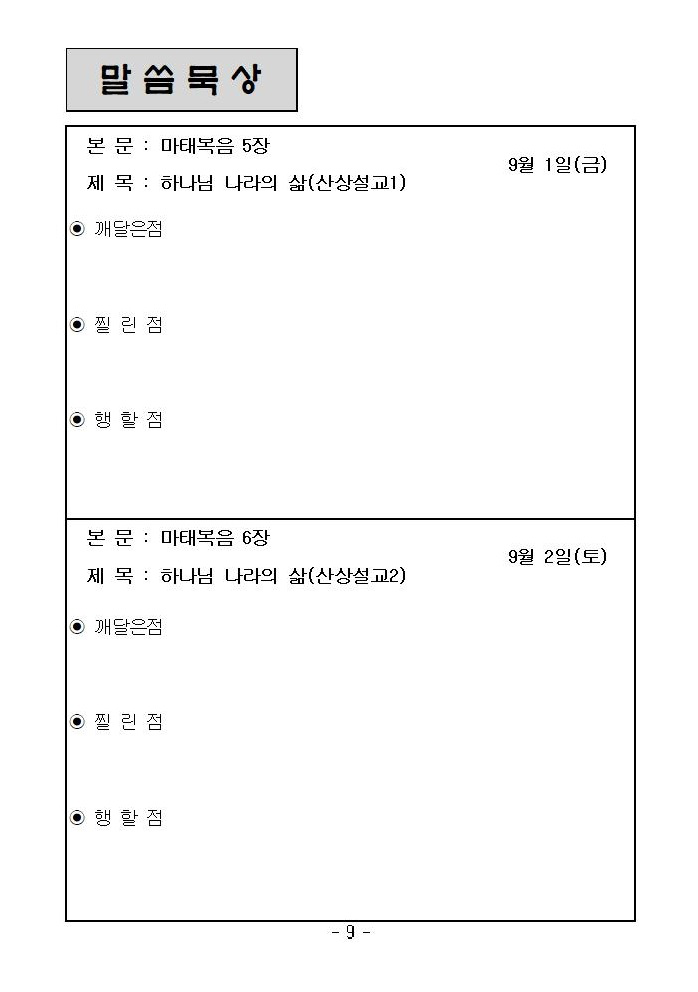 말 씀 묵 상
본 문 : 마태복음 5장
9월 1일(금)
제 목 : 하나님 나라의 삶(산상설교1)
◉ 깨달은점
◉ 찔 린 점
◉ 행 할 점
본 문 : 마태복음 6장
9월 2일(토)
제 목 : 하나님 나라의 삶(산상설교2)
◉ 깨달은점
◉ 찔 린 점
◉ 행 할 점
- 9 -